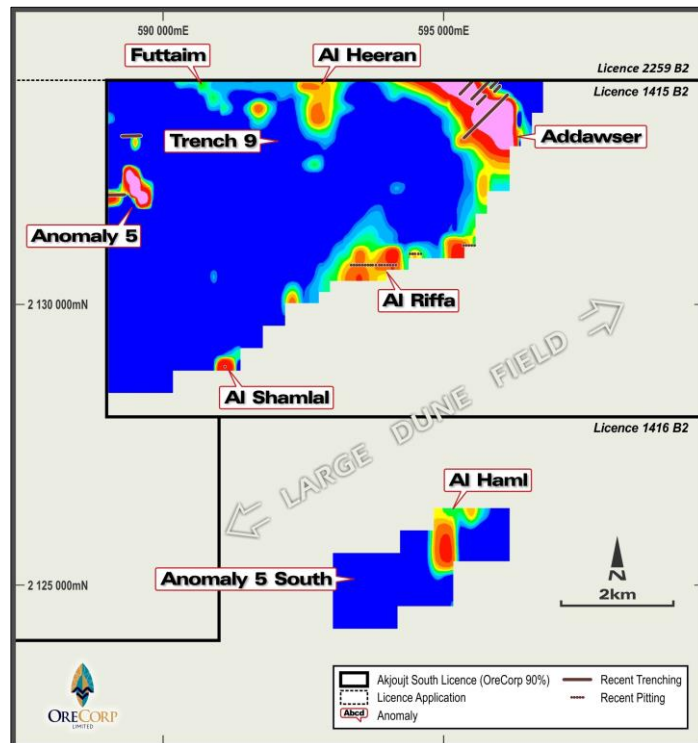 590 000mE
595 000mE
Futtaim
Al Heeran
Licence 2259 B2
Licence 1415 B2
Trench 9
Addawser
Anomaly 5
Al Riffa
2 130 000mN
Al Shamlal
LARGE DUNE FIELD
Licence 1416 B2
Al Haml
Anomaly 5 South
2 125 000mN
N
2km
Akjoujt South Licence (OreCorp 90%)
Recent Trenching
Licence Application
Recent Pitting
Abcd
Anomaly
ORECORP
LIMITED